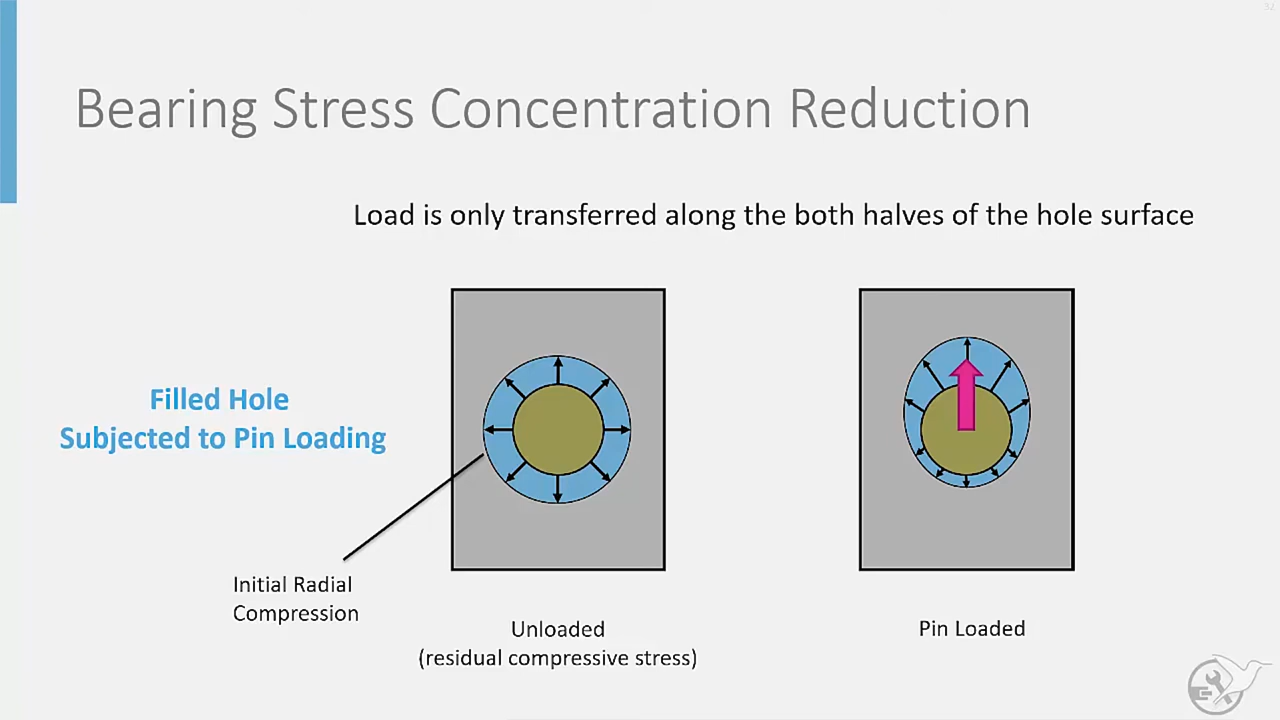 32
Bearing Stress Concentration Reduction
Load is only transferred along the both halves of the hole surface
Filled Hole
Subjected to Pin Loading
Initial Radial
Compression
Unloaded
(residual compressive stress)
Pin Loaded